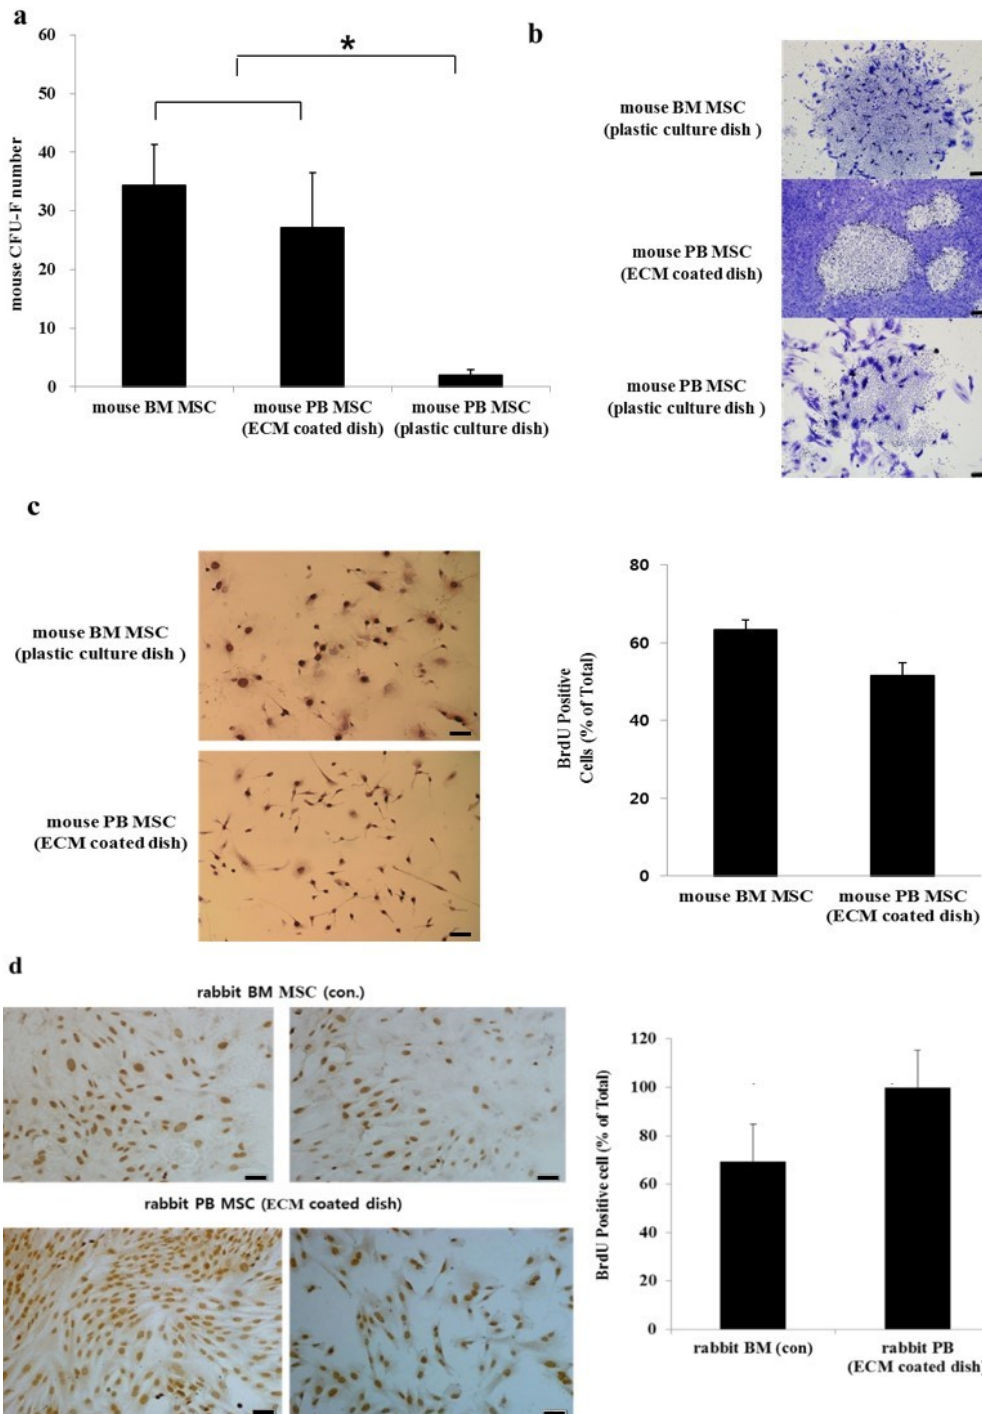 a
60
50
40
30
20
10
0
mouse CFU-F number
*
mouse BM MSC
mouse PB MSC
(ECM coated dish)
mouse PB MSC
(plastic culture dish)
b
mouse BM MSC
(plastic culture dish )
mouse PB MSC
(ECM coated dish)
mouse PB MSC
(plastic culture dish )
c
mouse BM MSC
(plastic culture dish )
mouse PB MSC
(ECM coated dish)
80
60
40
20
0
BrdU Positive
Cells (% of Total)
mouse BM MSC
mouse PB MSC
(ECM coated dish)
d
rabbit BM MSC (con.)
rabbit PB MSC (ECM coated dish)
120
100
80
60
40
20
0
BrdU Positive cell (% of Total)
rabbit BM (con)
rabbit PB
(ECM coated dish)